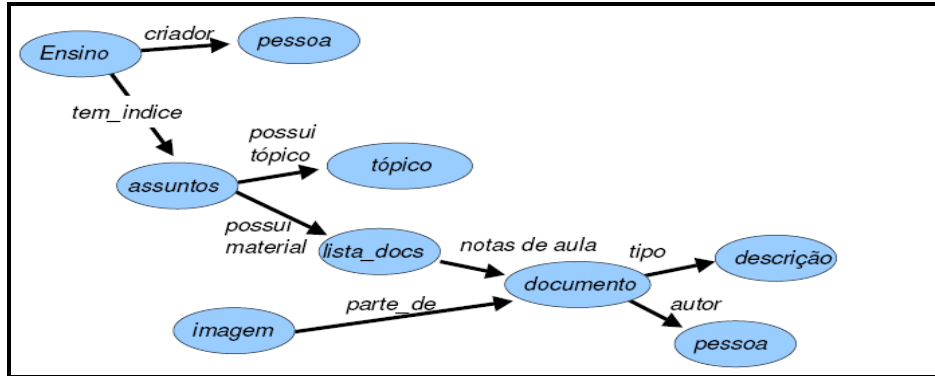 criador
pessoa
Ensino
tem_indice
possui
tópico
tópico
assuntos
possui
material
lista_docs
notas de aula
tipo
descrição
documento
parte_de
autor
imagem
pessoa